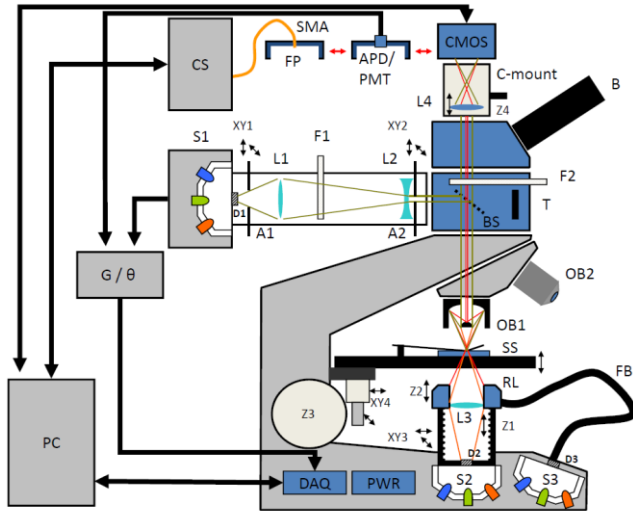 SMA
CS
FP
APD/
PMT
CMOS
C-mount
L4
Z4
B
S1
XY1
L1
F1
XY2
L2
F2
D1
BS
T
A1
A2
G / θ
OB2
OB1
SS
FB
Z2
RL
XY4
L3
Z1
Z3
XY3
PC
D2
D3
S2
S3
DAQ
PWR